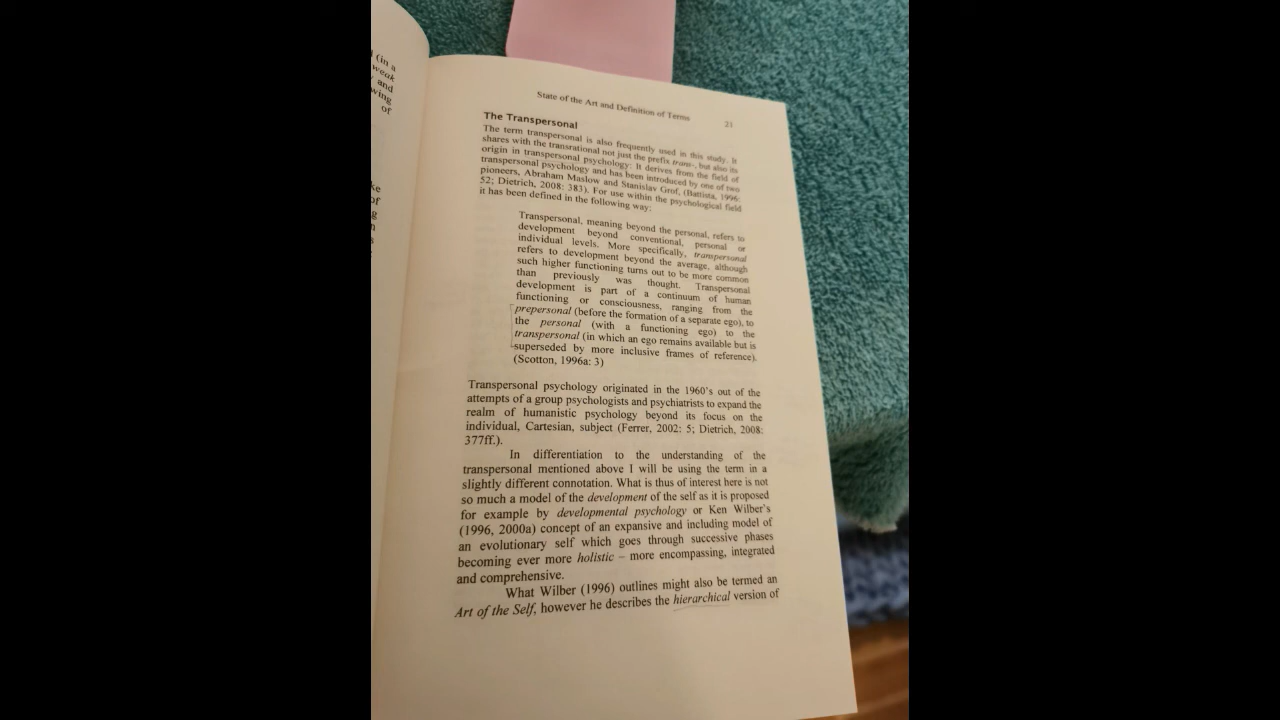 l (in a
weak
and
wing
of
ke
of
g
State of the Art and Definition of Terms
21
The Transpersonal
The term transpersonal is also frequently used in this study. It
shares with the transrational not just the prefix trans-, but also its
origin in transpersonal psychology: It derives from the field of
transpersonal psychology and has been introduced by one of two
pioneers, Abraham Maslow and Stanislav Grof, (Battista, 1996:
52; Dietrich, 2008: 383). For use within the psychological field
it has been defined in the following way:
Transpersonal, meaning beyond the personal, refers to
development beyond conventional, personal or
individual levels. More specifically, transpersonal
refers to development beyond the average, although
such higher functioning turns out to be more common
than previously was thought. Transpersonal
development is part of a continuum of human
functioning or consciousness, ranging from the
prepersonal (before the formation of a separate ego), to
the personal (with a functioning ego) to the
transpersonal (in which an ego remains available but is
superseded by more inclusive frames of reference).
(Scotton, 1996a: 3)
Transpersonal psychology originated in the 1960's out of the
attempts of a group psychologists and psychiatrists to expand the
realm of humanistic psychology beyond its focus on the
individual, Cartesian, subject (Ferrer, 2002: 5; Dietrich, 2008:
377ff.).
In differentiation to the understanding of the
transpersonal mentioned above I will be using the term in a
slightly different connotation. What is thus of interest here is not
so much a model of the development of the self as it is proposed
for example by developmental psychology or Ken Wilber's
(1996, 2000a) concept of an expansive and including model of
an evolutionary self which goes through successive phases
becoming ever more holistic – more encompassing, integrated
and comprehensive.
What Wilber (1996) outlines might also be termed an
Art of the Self, however he describes the hierarchical version of